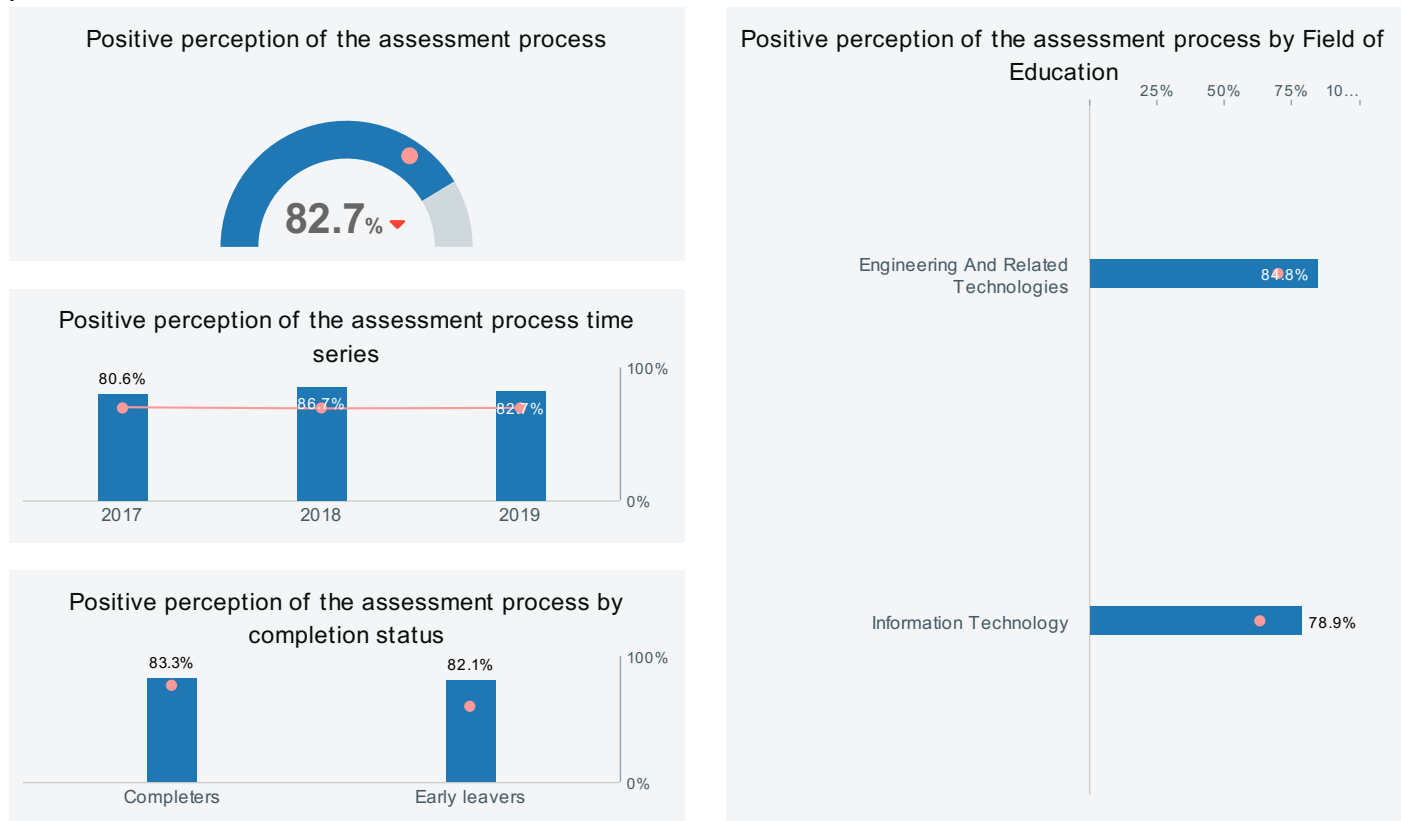 Positive perception of the assessment process
82.7%
Positive perception of the assessment process time
series
100%
80.6%
86.7%
82.7%
0%
2017 2018 2019
Positive perception of the assessment process by
completion status
100%
83.3%
82.1%
0%
Completers Early leavers
Positive perception of the assessment process by Field of
Education
25% 50% 75% 10...
Engineering And Related
Technologies
84.8%
Information Technology
78.9%